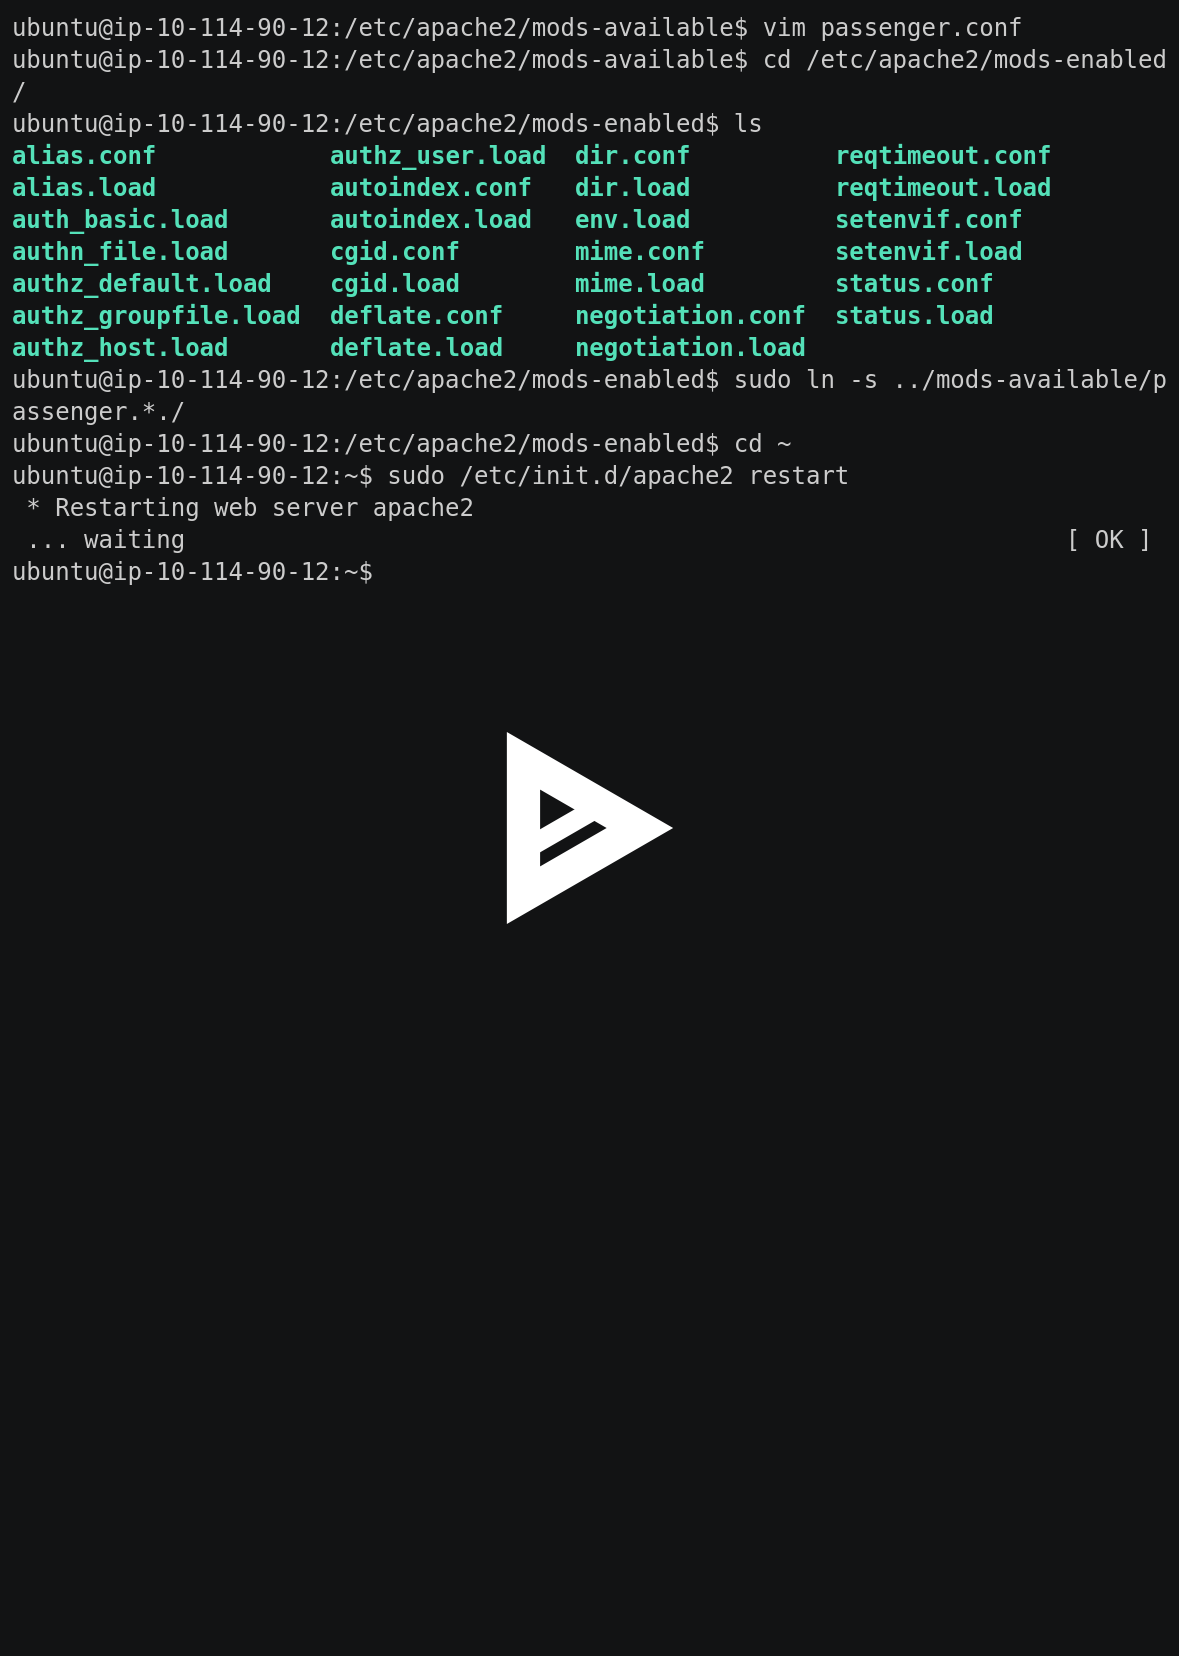 ubuntu@ip-10-114-90-12:/etc/apache2/mods-available$ vim passenger.conf
ubuntu@ip-10-114-90-12:/etc/apache2/mods-available$ cd /etc/apache2/mods-enabled
/
ubuntu@ip-10-114-90-12:/etc/apache2/mods-enabled$ ls
alias.conf            authz_user.load  dir.conf          reqtimeout.conf
alias.load            autoindex.conf   dir.load          reqtimeout.load
auth_basic.load       autoindex.load   env.load          setenvif.conf
authn_file.load       cgid.conf        mime.conf         setenvif.load
authz_default.load    cgid.load        mime.load         status.conf
authz_groupfile.load  deflate.conf     negotiation.conf  status.load
authz_host.load       deflate.load     negotiation.load
ubuntu@ip-10-114-90-12:/etc/apache2/mods-enabled$ sudo ln -s ../mods-available/p
assenger.*./
ubuntu@ip-10-114-90-12:/etc/apache2/mods-enabled$ cd ~
ubuntu@ip-10-114-90-12:~$ sudo /etc/init.d/apache2 restart
 * Restarting web server apache2
 ... waiting                                                             [ OK ]
ubuntu@ip-10-114-90-12:~$